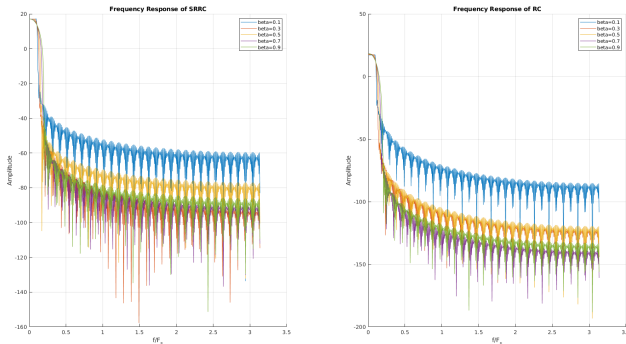 Frequency Response of SRRC
20
0
-20
-40
-60
-80
-100
-120
-140
-160
0
0.5
1
1.5
2
2.5
3
3.5
Amplitude
f/F_s
beta=0.1
beta=0.3
beta=0.5
beta=0.7
beta=0.9
Frequency Response of RC
50
0
-50
-100
-150
-200
0
0.5
1
1.5
2
2.5
3
3.5
Amplitude
f/F_s
beta=0.1
beta=0.3
beta=0.5
beta=0.7
beta=0.9